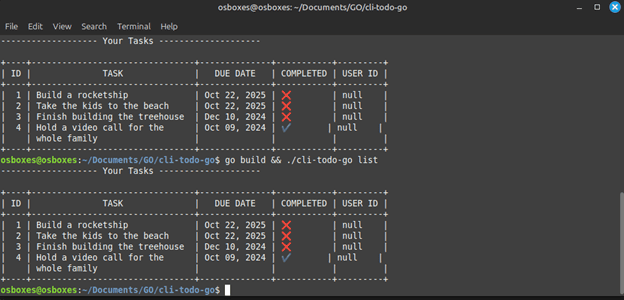 osboxes@osboxes: ~/Documents/GO/cli-todo-go
File Edit View Search Terminal Help
------------------- Your Tasks --------------------
+----+--------------------------------+--------------+-----------+---------+
| ID | TASK | DUE DATE | COMPLETED | USER ID |
+----+--------------------------------+--------------+-----------+---------+
| 1 | Build a rocketship | Oct 22, 2025 | ❌ | null |
| 2 | Take the kids to the beach | Oct 22, 2025 | ❌ | null |
| 3 | Finish building the treehouse | Dec 10, 2024 | ❌ | null |
| 4 | Hold a video call for the | Oct 09, 2024 | ✔ | null |
| | whole family | | | |
+----+--------------------------------+--------------+-----------+---------+
osboxes@osboxes:~/Documents/GO/cli-todo-go$ go build && ./cli-todo-go list
------------------- Your Tasks --------------------
+----+--------------------------------+--------------+-----------+---------+
| ID | TASK | DUE DATE | COMPLETED | USER ID |
+----+--------------------------------+--------------+-----------+---------+
| 1 | Build a rocketship | Oct 22, 2025 | ❌ | null |
| 2 | Take the kids to the beach | Oct 22, 2025 | ❌ | null |
| 3 | Finish building the treehouse | Dec 10, 2024 | ❌ | null |
| 4 | Hold a video call for the | Oct 09, 2024 | ✔ | null |
| | whole family | | | |
+----+--------------------------------+--------------+-----------+---------+
osboxes@osboxes:~/Documents/GO/cli-todo-go$